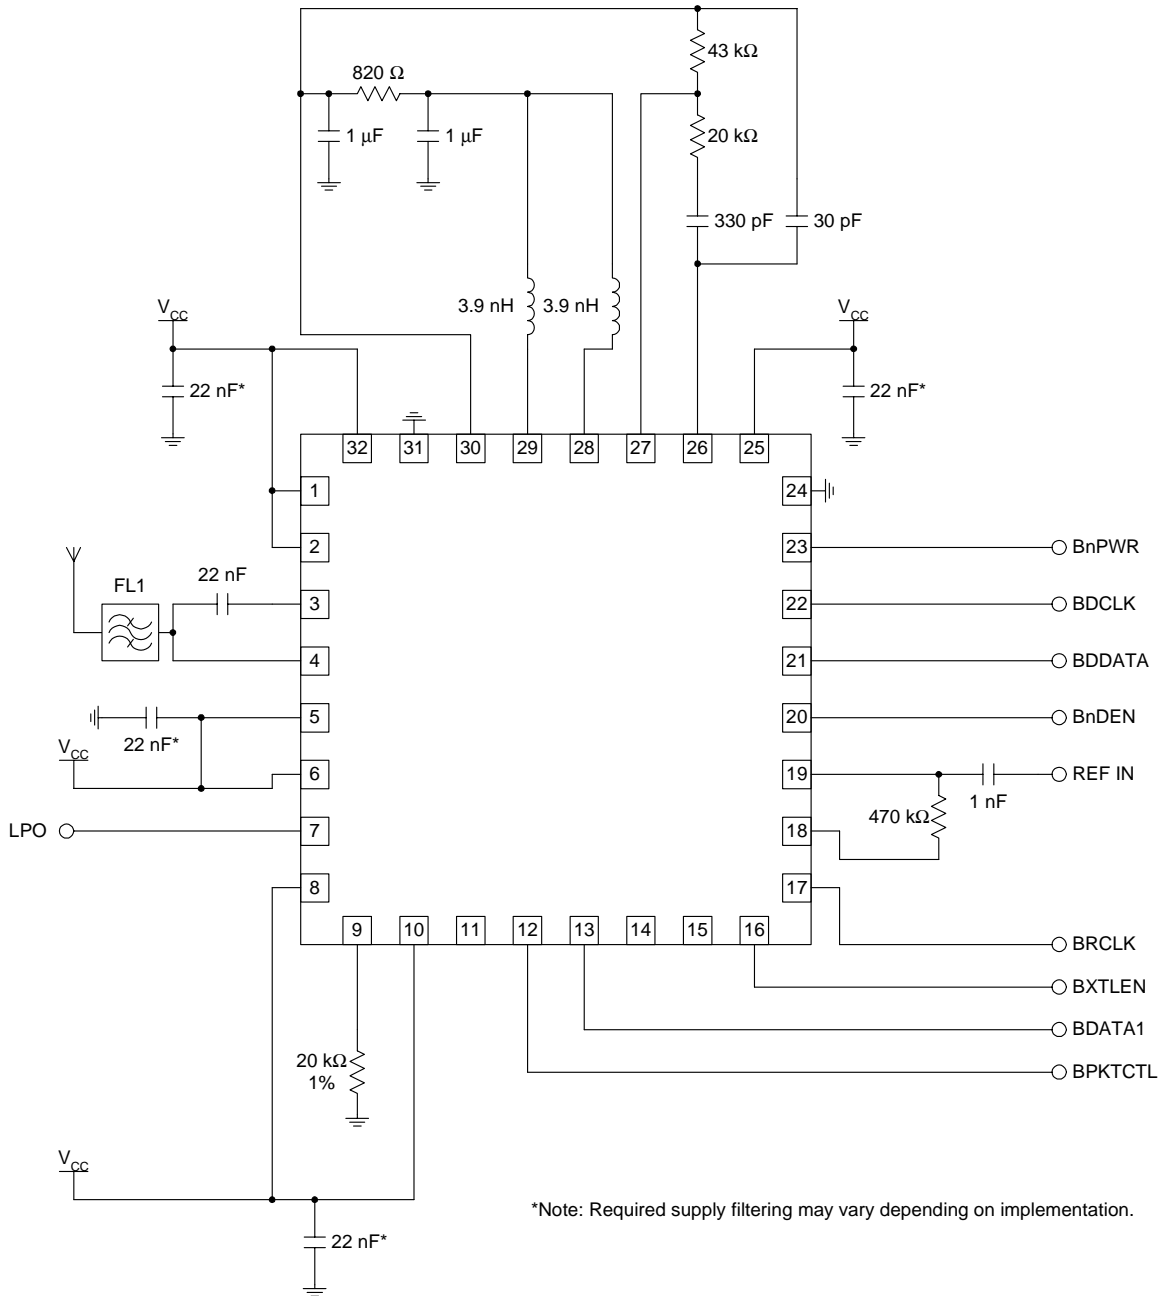 43 kΩ
820 Ω
1 μF
1 μF
20 kΩ
330 pF
30 pF
3.9 nH
3.9 nH
VCC
VCC
22 nF*
22 nF*
32
31
30
29
28
27
26
25
1
24
2
23
BnPWR
FL1
22 nF
3
22
BDCLK
4
21
BDDATA
5
20
BnDEN
22 nF*
VCC
6
19
REF IN
1 nF
470 kΩ
LPO
7
18
8
17
9
10
11
12
13
14
15
16
BRCLK
BXTLEN
BDATA1
BPKTCTL
20 kΩ
1%
VCC
*Note: Required supply filtering may vary depending on implementation.
22 nF*